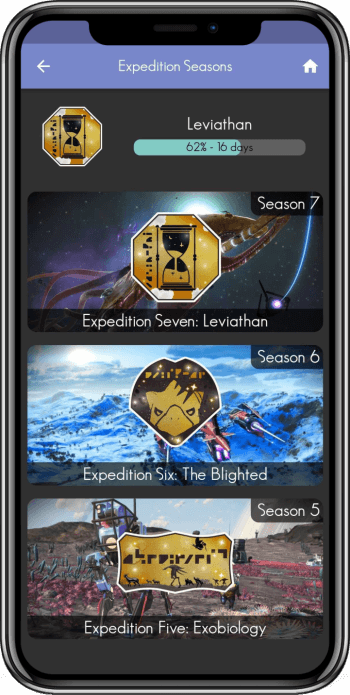 Expedition Seasons
Leviathan
62% - 16 days
Season 7
Expedition Seven: Leviathan
Season 6
Expedition Six: The Blighted
Season 5
Expedition Five: Exobiology